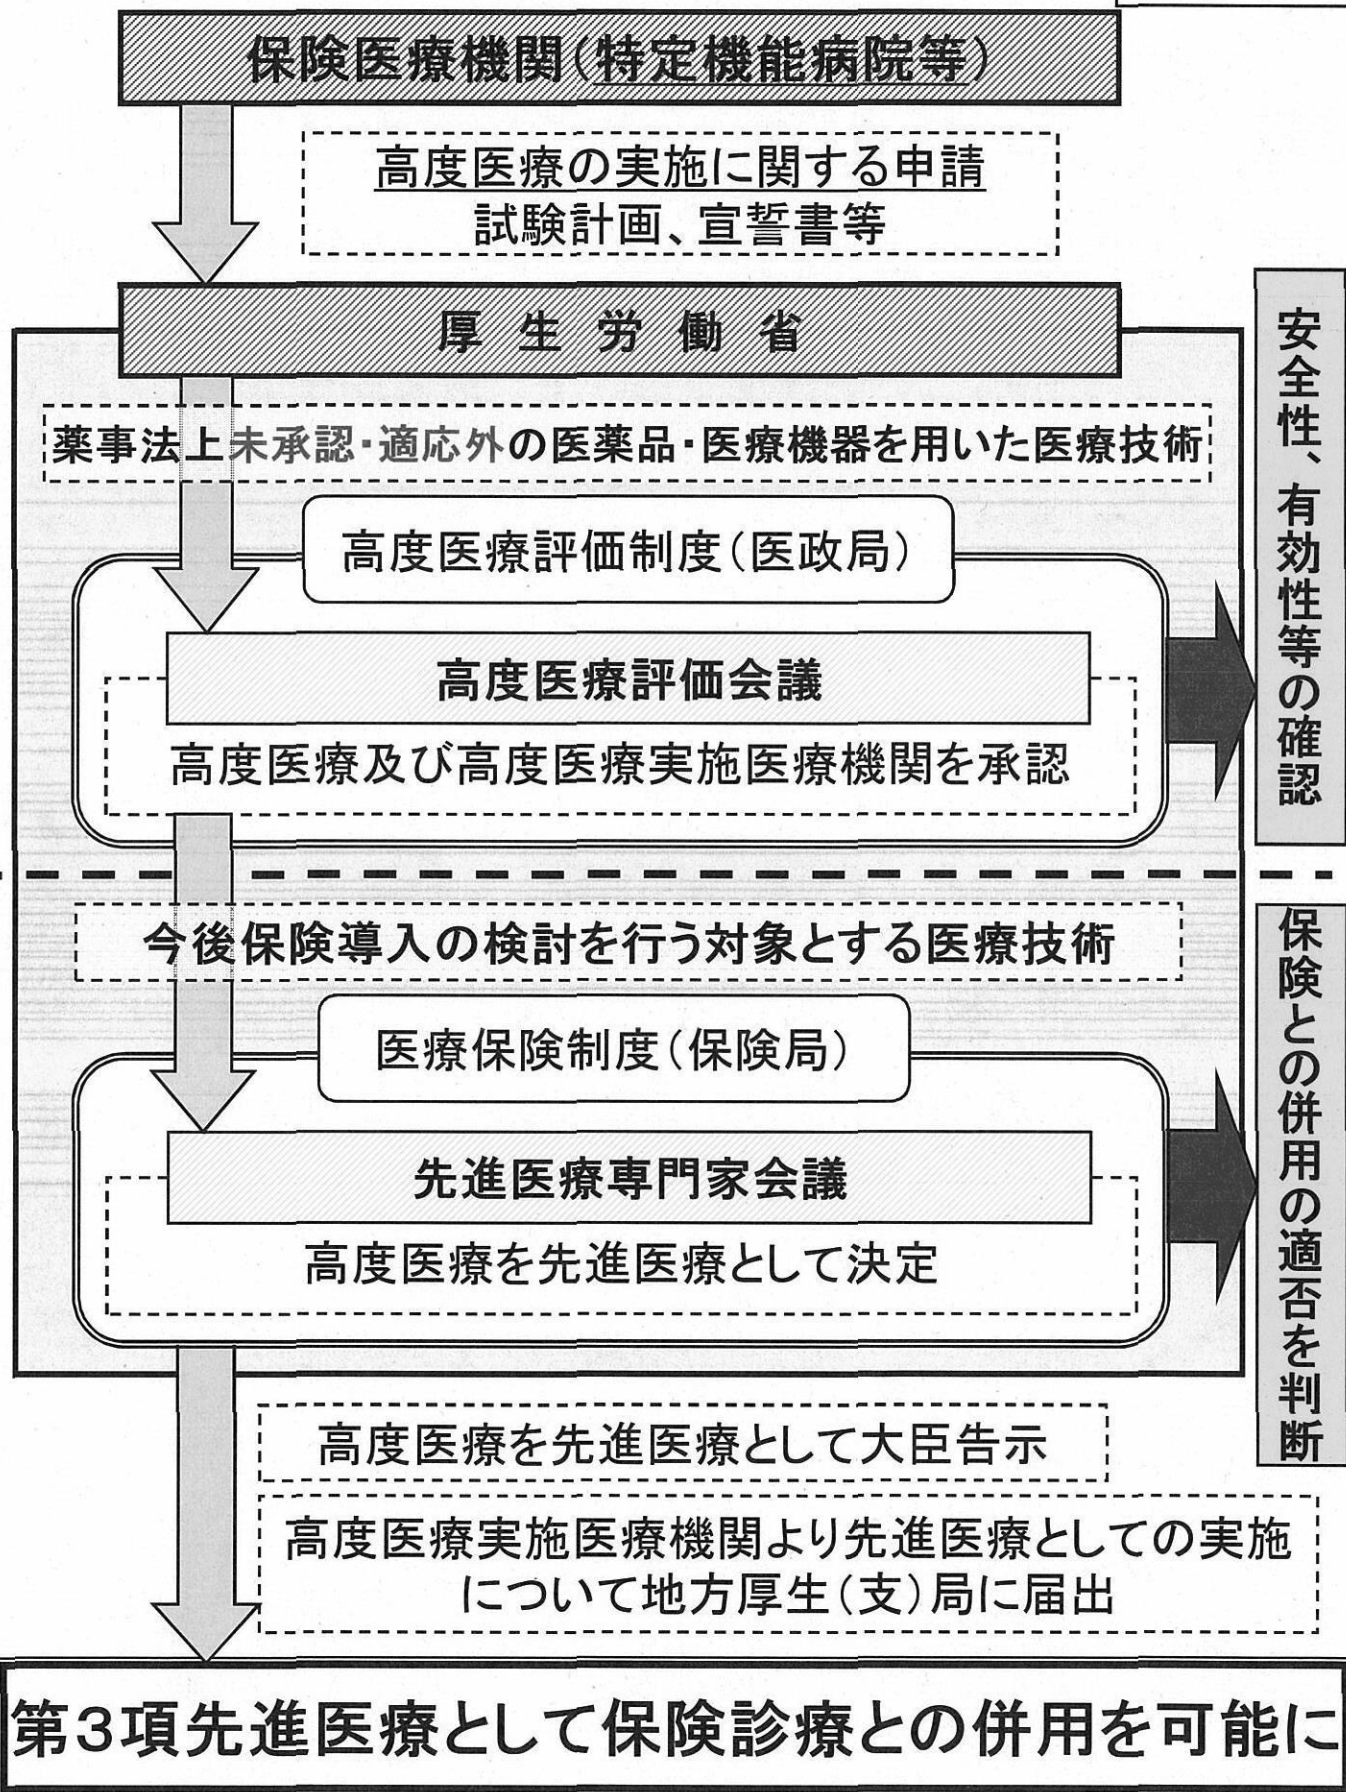 保険医療機関(特定機能病院等)
高度医療の実施に関する申請
試験計画、宣誓書等
厚生労働省
薬事法上未承認・適応外の医薬品・医療機器を用いた医療技術
高度医療評価制度(医政局)
高度医療評価会議
高度医療及び高度医療実施医療機関を承認
安全性、有効性等の確認
今後保険導入の検討を行う対象とする医療技術
医療保険制度(保険局)
先進医療専門家会議
高度医療を先進医療として決定
保険との併用の適否を判断
高度医療を先進医療として大臣告示
高度医療実施医療機関より先進医療としての実施
について地方厚生(支)局に届出
第3項先進医療として保険診療との併用を可能に